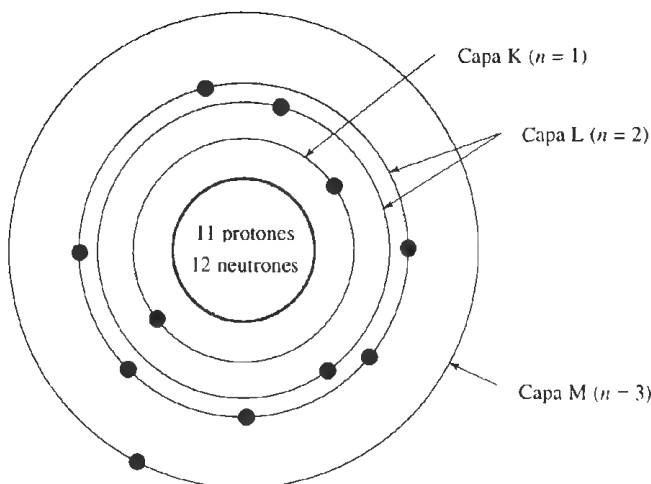 Capa K (n = 1)
Capa L (n = 2)
11 protones
12 neutrones
Capa M (n = 3)